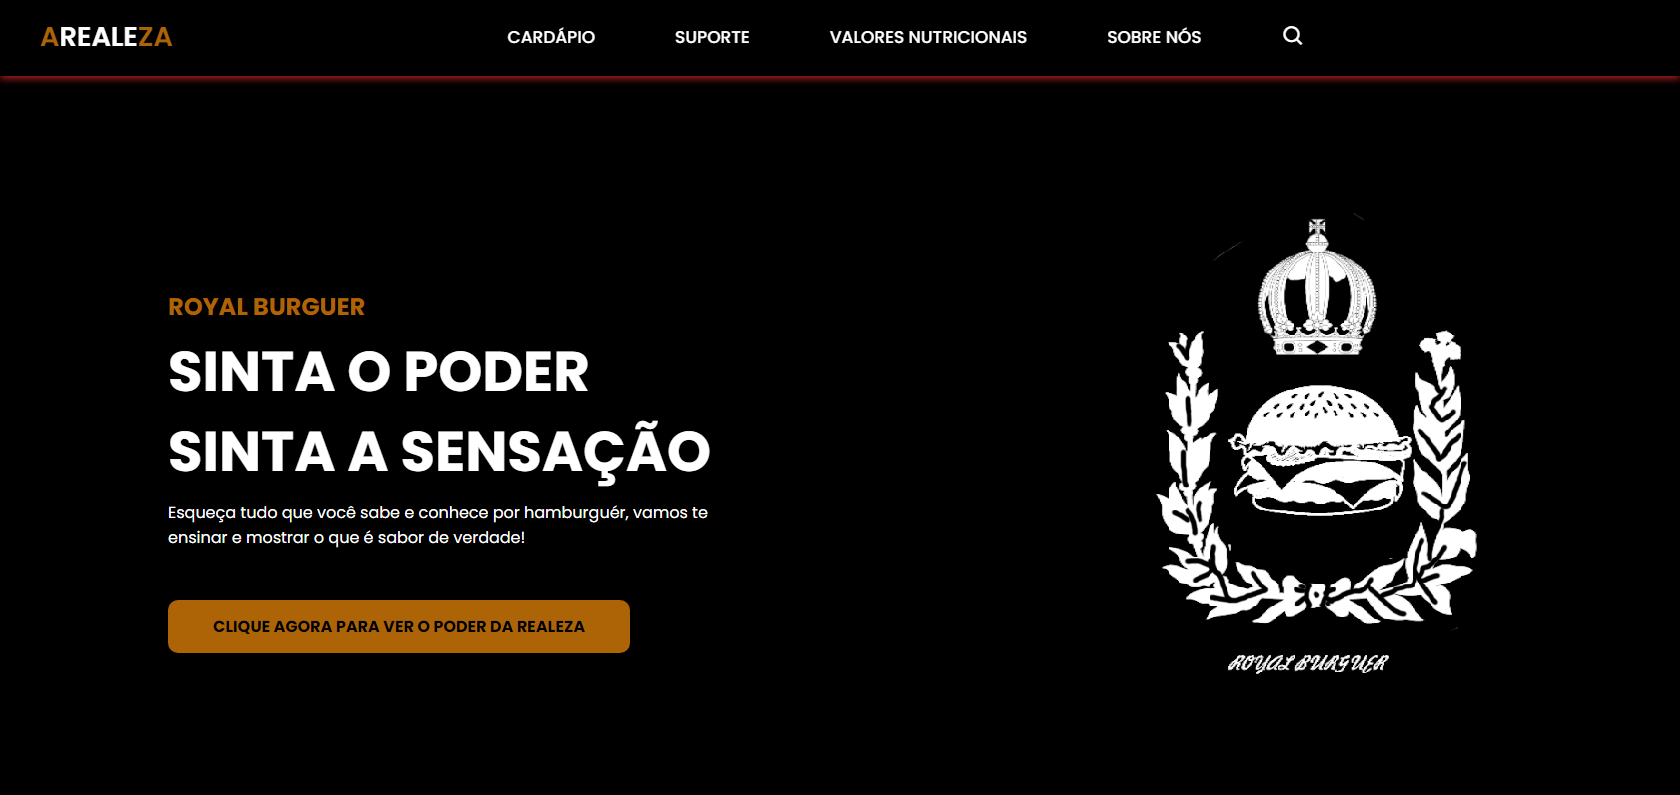 AREALEZA
CARDÁPIO
SUPORTE
VALORES NUTRICIONAIS
SOBRE NÓS
ROYAL BURGUER
SINTA O PODER
SINTA A SENSAÇÃO
Esqueça tudo que você sabe e conhece por hamburguér, vamos te
ensinar e mostrar o que é sabor de verdade!
CLIQUE AGORA PARA VER O PODER DA REALEZA
ROYAL BURGUER